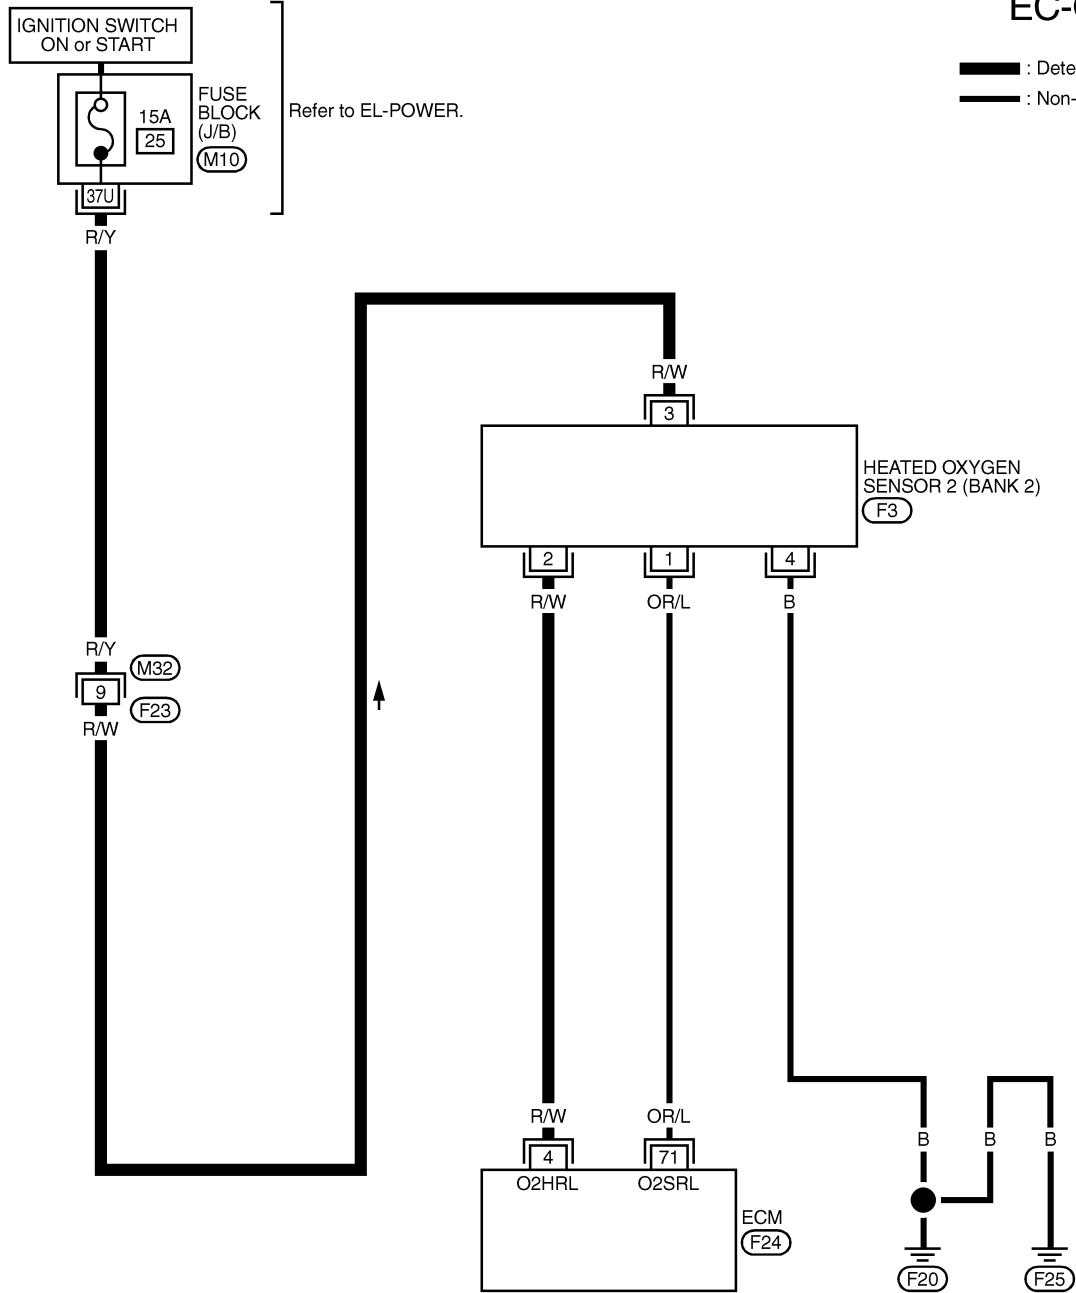 EC-
IGNITION SWITCH
ON or START
: Dete
: Non-
FUSE
BLOCK
(J/B)
M10
15A
25
Refer to EL-POWER.
37U
R/Y
R/W
3
HEATED OXYGEN
SENSOR 2 (BANK 2)
F3
2
1
4
R/W
OR/L
B
R/Y
M32
9
F23
R/W
R/W
OR/L
B
B
B
4
71
O2HRL
O2SRL
ECM
F24
F20
F25